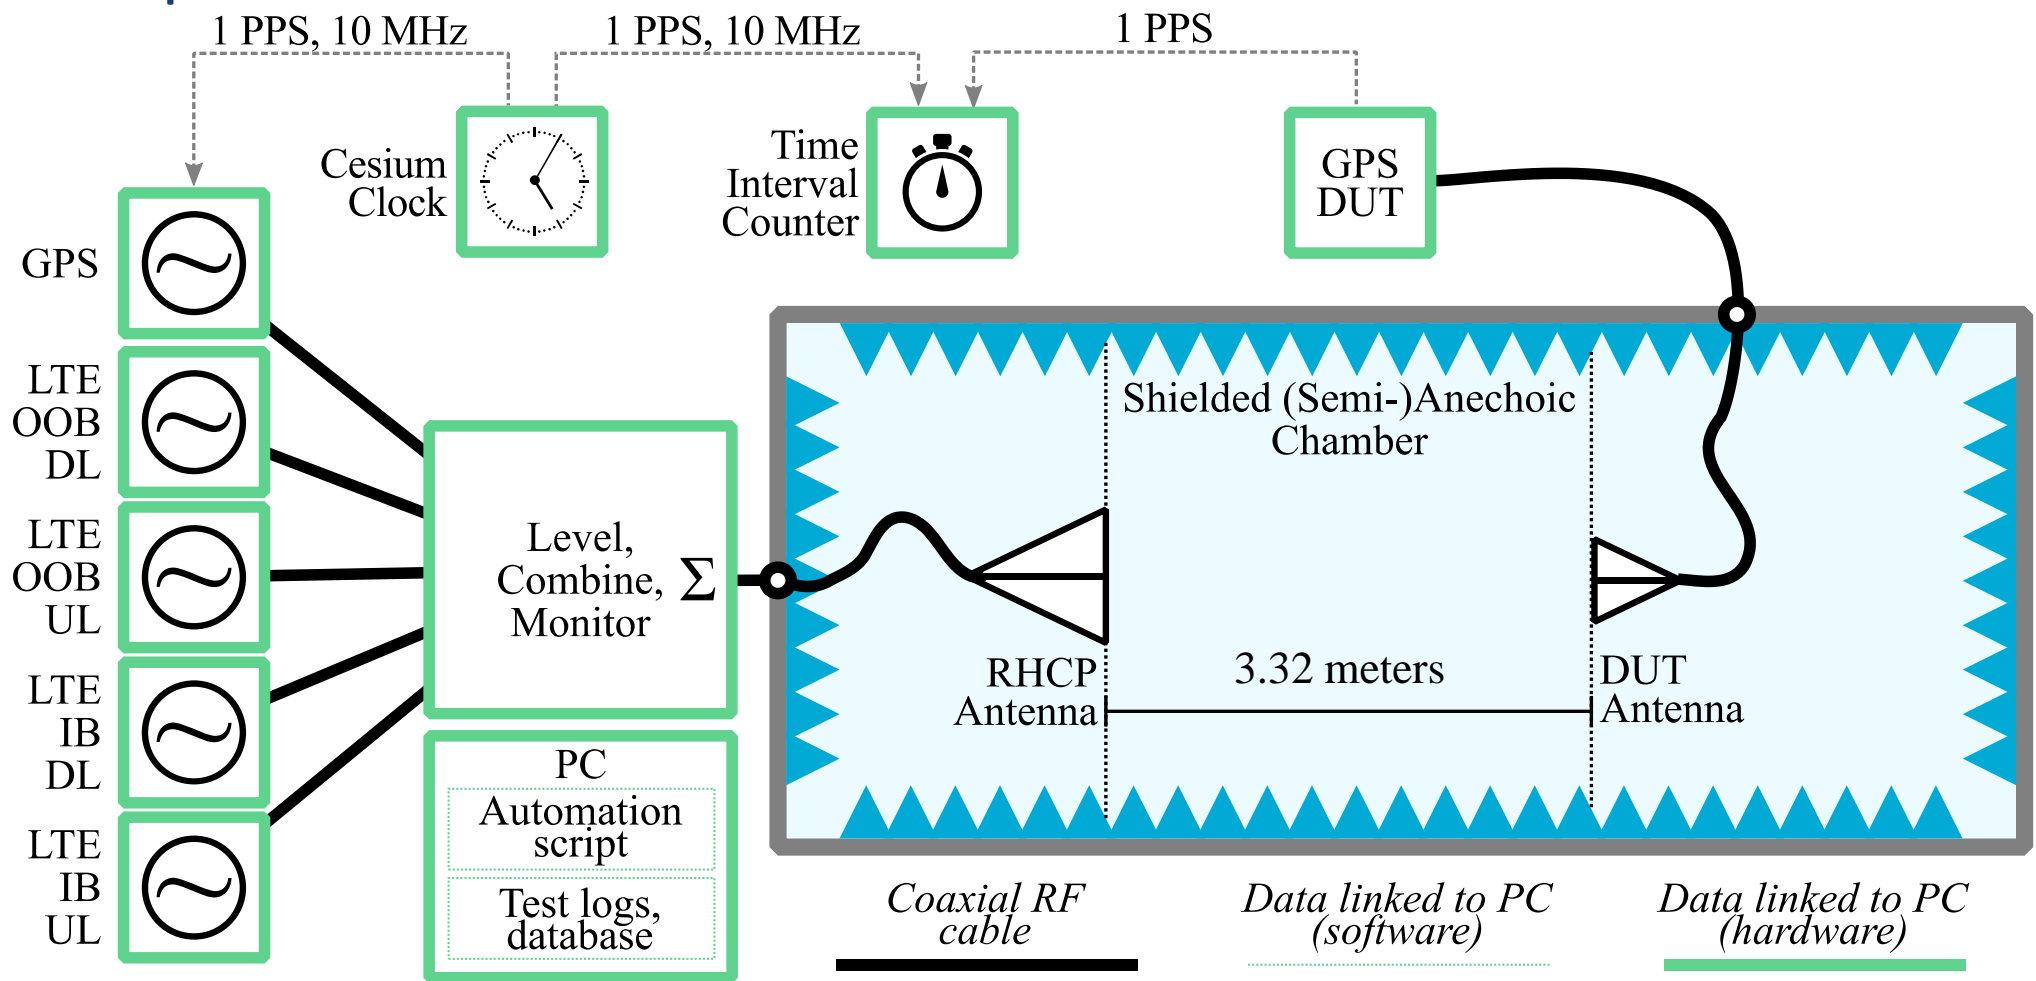 1 PPS, 10 MHz
1 PPS, 10 MHz
1 PPS
Cesium
Clock
Time
Interval
Counter
GPS
DUT
GPS
LTE
OOB
DL
LTE
OOB
UL
LTE
IB
DL
LTE
IB
UL
Level,
Combine,
Monitor
Σ
PC
Automation
script
Test logs,
database
Shielded (Semi-)Anechoic
Chamber
RHCP
Antenna
3.32 meters
DUT
Antenna
Coaxial RF
cable
Data linked to PC
(software)
Data linked to PC
(hardware)